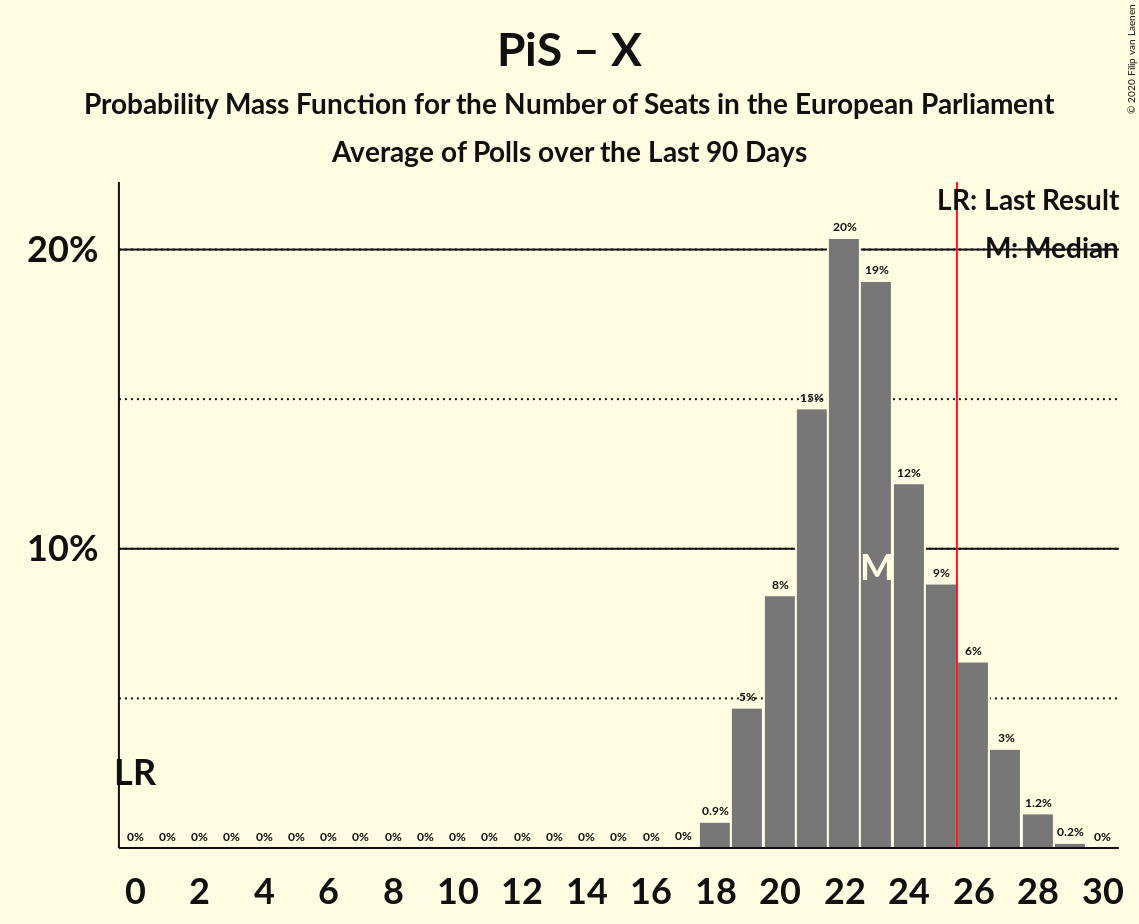 PiS – X
Probability Mass Function for the Number of Seats in the European Parliament
Average of Polls over the Last 90 Days
© 2020 Filip van Laenen
LR: Last Result
M: Median
20%
10%
20%
19%
15%
12%
M
9%
8%
6%
5%
3%
LR
0% 0% 0% 0% 0% 0% 0% 0% 0% 0% 0% 0% 0% 0% 0% 0% 0% 0% 0.9% 1.2% 0.2% 0%
0 2 4 6 8 10 12 14 16 18 20 22 24 26 28 30